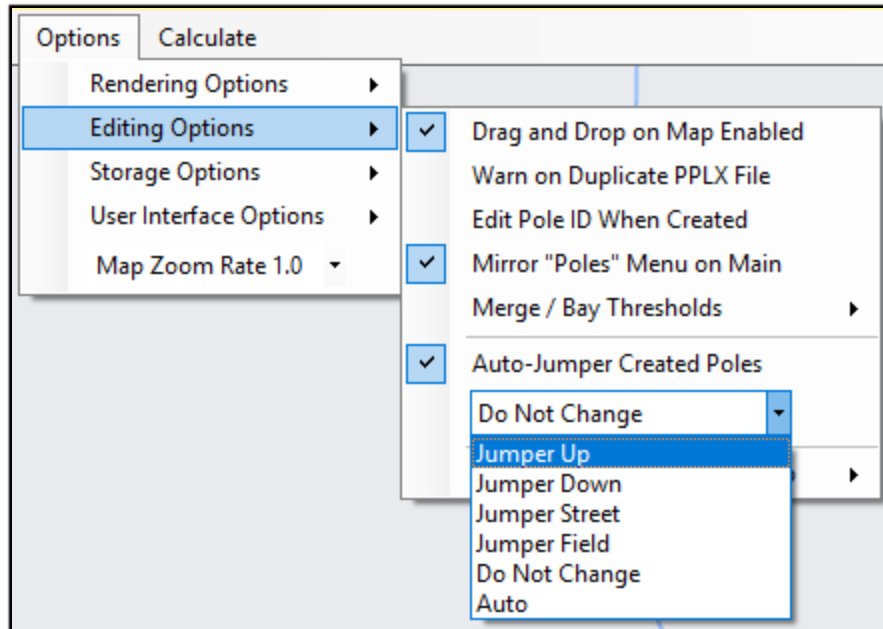 Options Calculate
Rendering Options
Editing Options
Storage Options
User Interface Options
Map Zoom Rate 1.0
Drag and Drop on Map Enabled
Warn on Duplicate PPLX File
Edit Pole ID When Created
Mirror "Poles" Menu on Main
Merge / Bay Thresholds
Auto-Jumper Created Poles
Do Not Change
Jumper Up
Jumper Down
Jumper Street
Jumper Field
Do Not Change
Auto